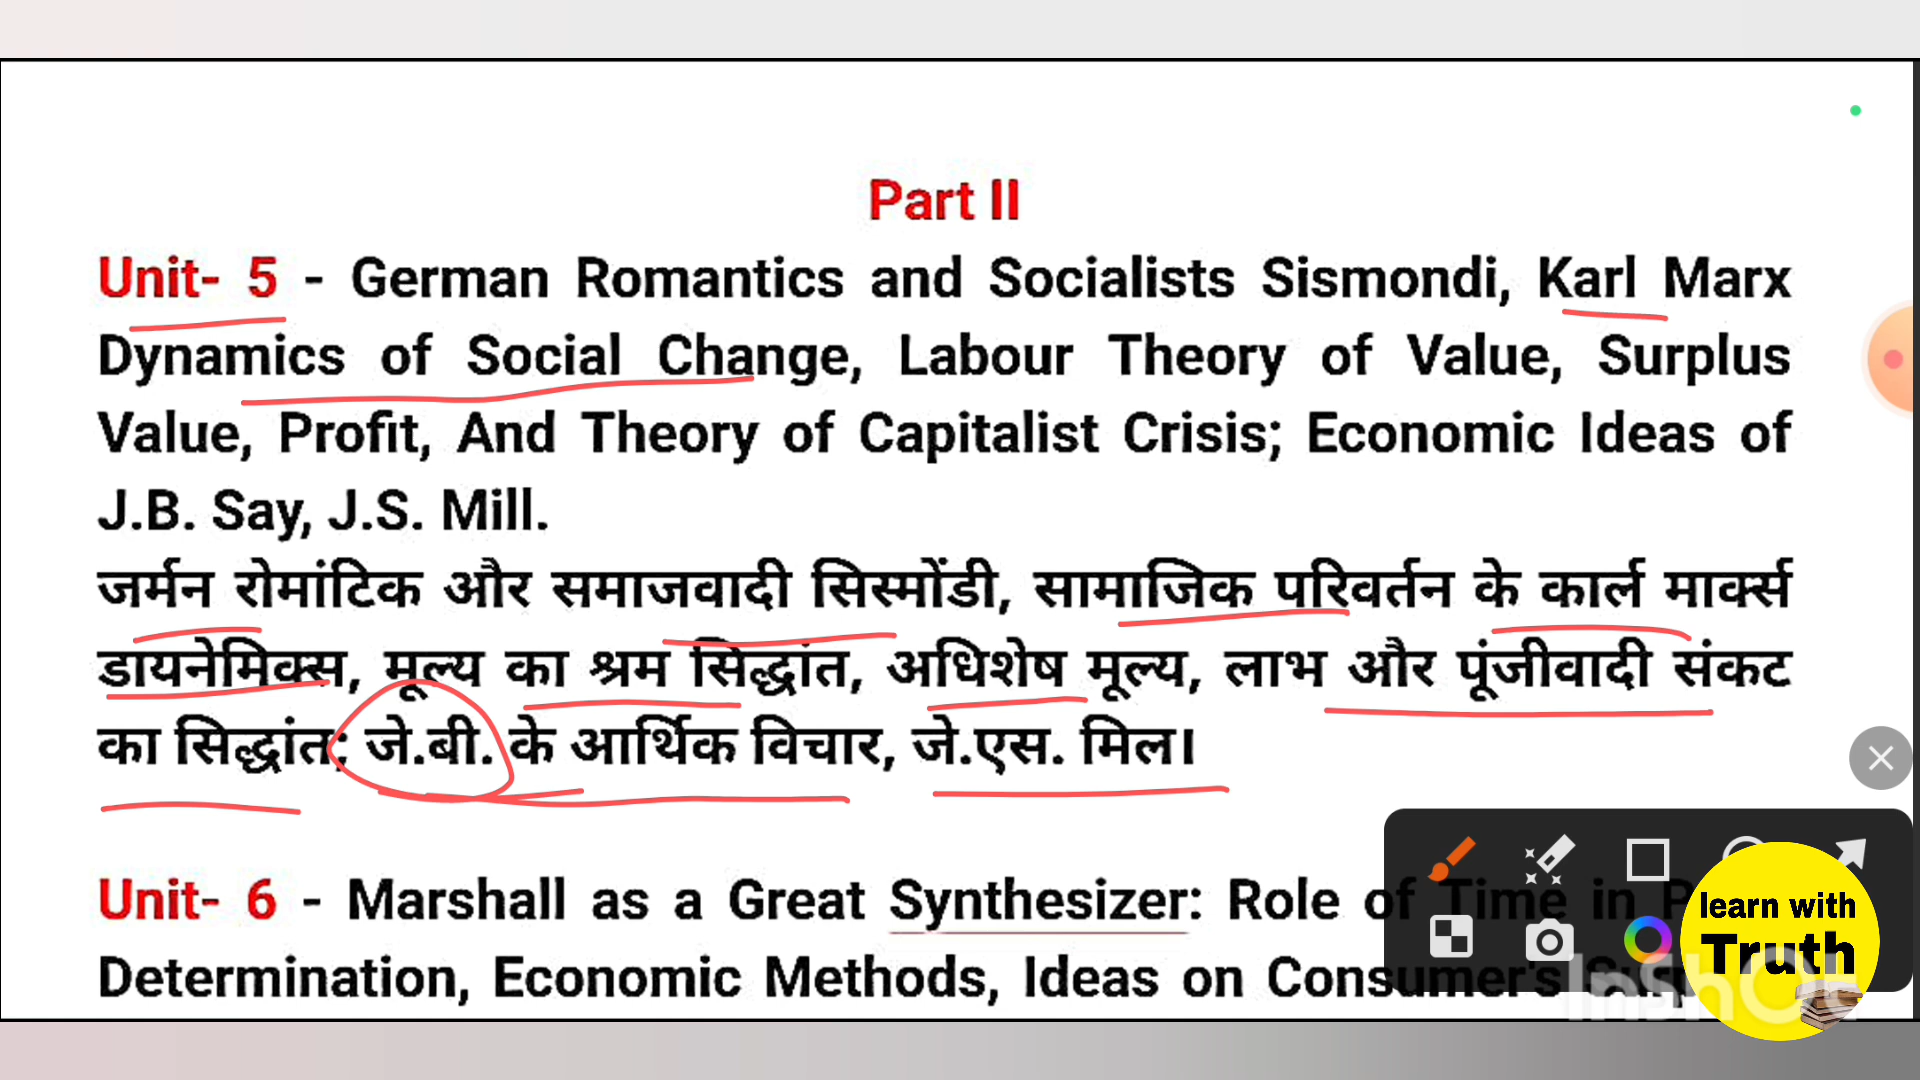 Part II
Unit- 5 - German Romantics and Socialists Sismondi, Karl Marx
Dynamics of Social Change, Labour Theory of Value, Surplus
Value, Profit, And Theory of Capitalist Crisis; Economic Ideas of
J.B. Say, J.S. Mill.
जर्मन रोमांटिक और समाजवादी सिस्मोंडी, सामाजिक परिवर्तन के कार्ल मार्क्स
डायनेमिक्स, मूल्य का श्रम सिद्धांत, अधिशेष मूल्य, लाभ और पूंजीवादी संकट
का सिद्धांत; जे.बी. के आर्थिक विचार, जे.एस. मिल।
Unit- 6 - Marshall as a Great Synthesizer: Role of Time in
Determination, Economic Methods, Ideas on Consumer's
learn with
Truth